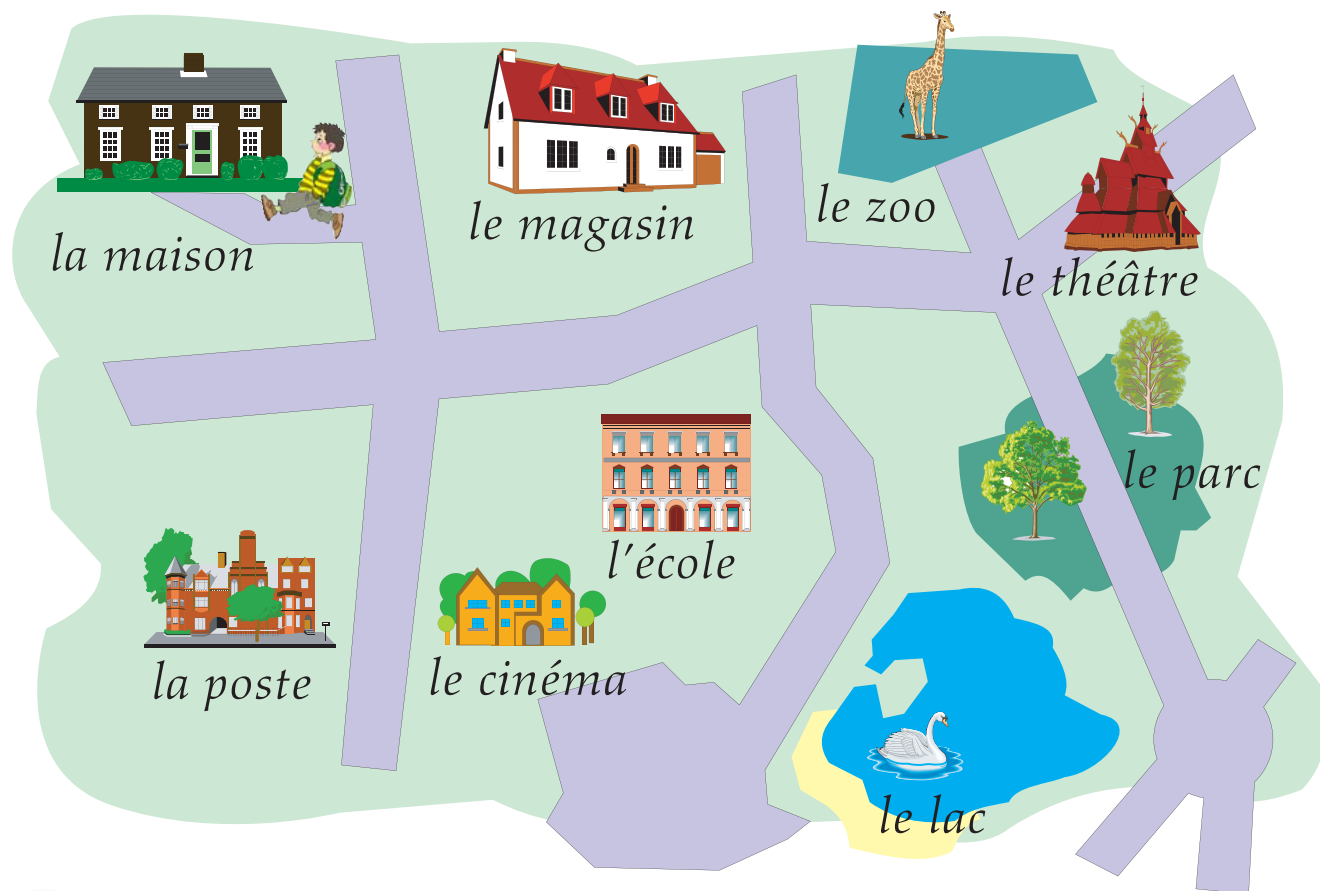 le zoo
le magasin
la maison
le théâtre
le parc
l'école
la poste
le cinéma
le lac